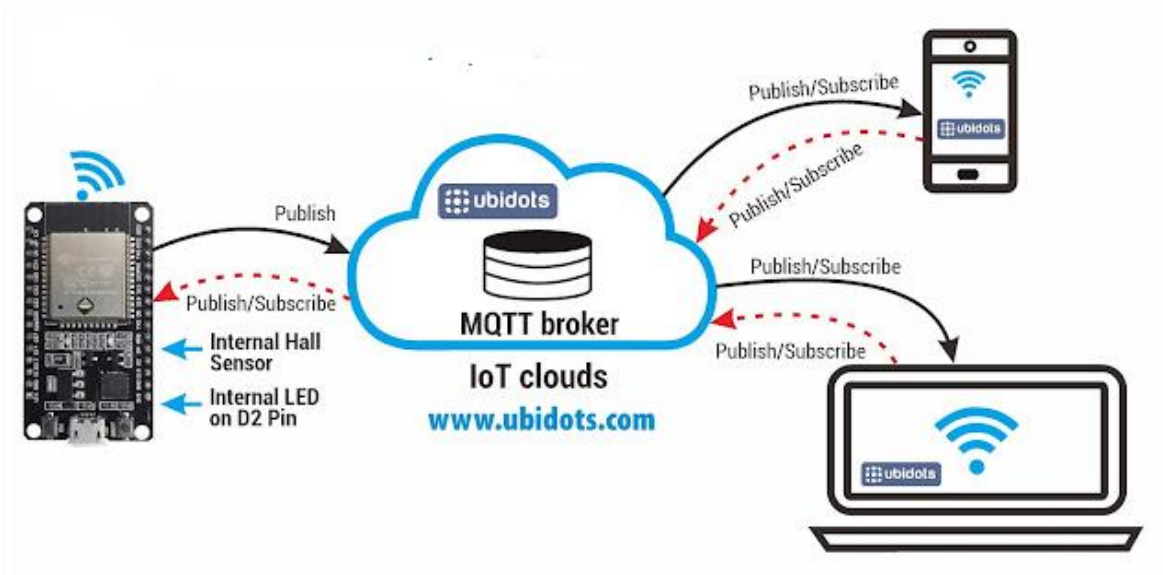 Publish/Subscribe
ubidots
Publish/Subscribe
Publish
ubidots
Publish/Subscribe
MQTT broker
IoT clouds
www.ubidots.com
Internal Hall
Sensor
Internal LED
on D2 Pin
Publish/Subscribe
Publish/Subscribe
ubidots